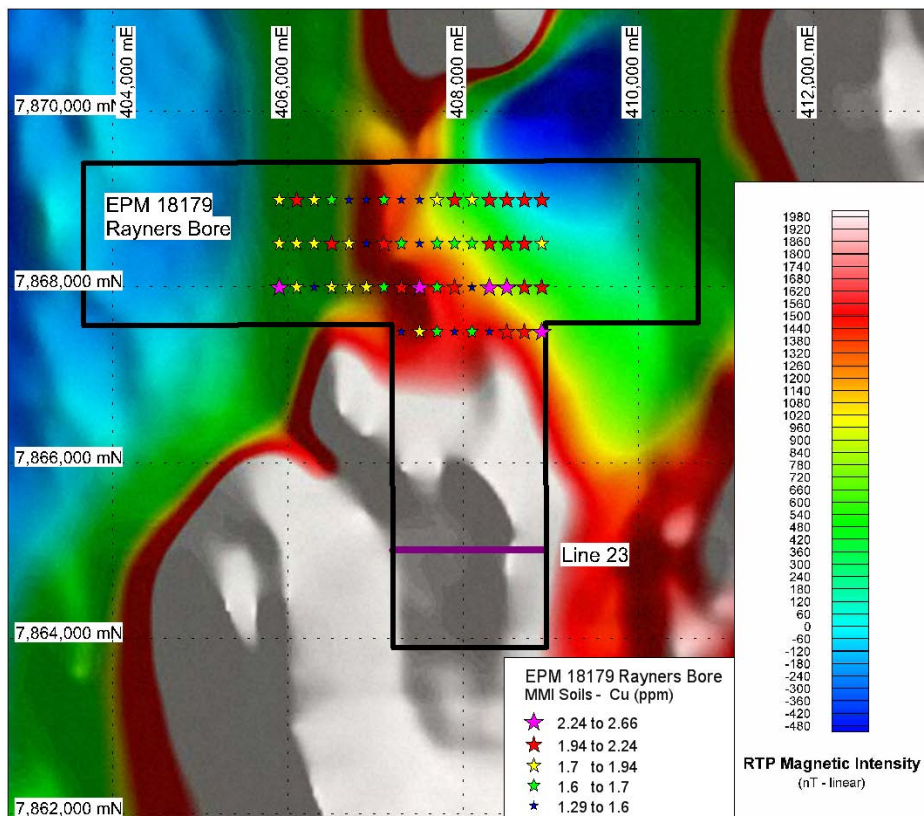 404,000 mE
406,000 mE
408,000 mE
410,000 mE
412,000 mE
7,870,000 mN
EPM 18179
Rayners Bore
7,868,000 mN
7,866,000 mN
Line 23
7,864,000 mN
7,862,000 mN
EPM 18179 Rayners Bore
MMI Soils - Cu (ppm)
2.24 to 2.66
1.94 to 2.24
1.7 to 1.94
1.6 to 1.7
1.29 to 1.6
1980
1920
1860
1800
1740
1680
1620
1560
1500
1440
1380
1320
1260
1140
1080
1020
960
900
840
780
720
660
600
540
480
420
360
300
240
180
120
60
0
-60
-120
-180
-240
-300
-360
-420
-480
RTP Magnetic Intensity
(nT - linear)